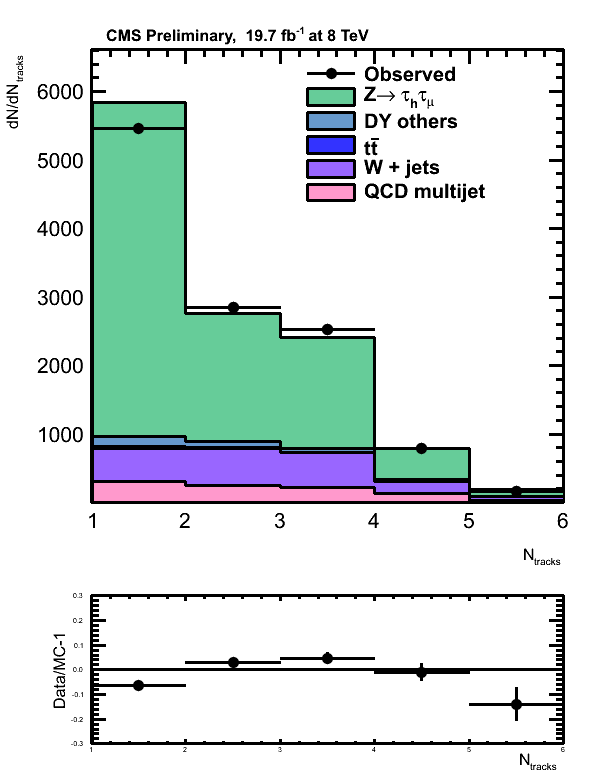 CMS Preliminary, 19.7 fb⁻¹ at 8 TeV
dN/dN_tracks
6000
5000
4000
3000
2000
1000
Observed
Z→ τ_h τ_μ
DY others
tt̄
W + jets
QCD multijet
1 2 3 4 5 6
N_tracks
Data/MC-1
0.3
0.2
0.1
0.0
-0.1
-0.2
-0.3
1 2 3 4 5 6
N_tracks